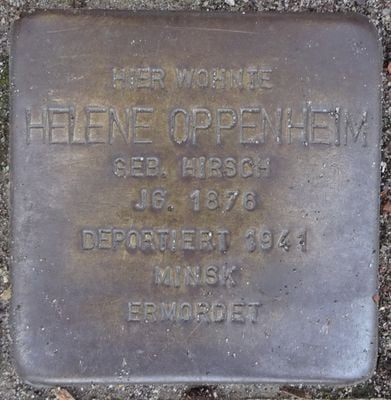 HIER WOHNTE
HELENE OPPENHEIM
GEB. HIRSCH
JG. 1876
DEPORTIERT 1941
MINSK
ERMORDET